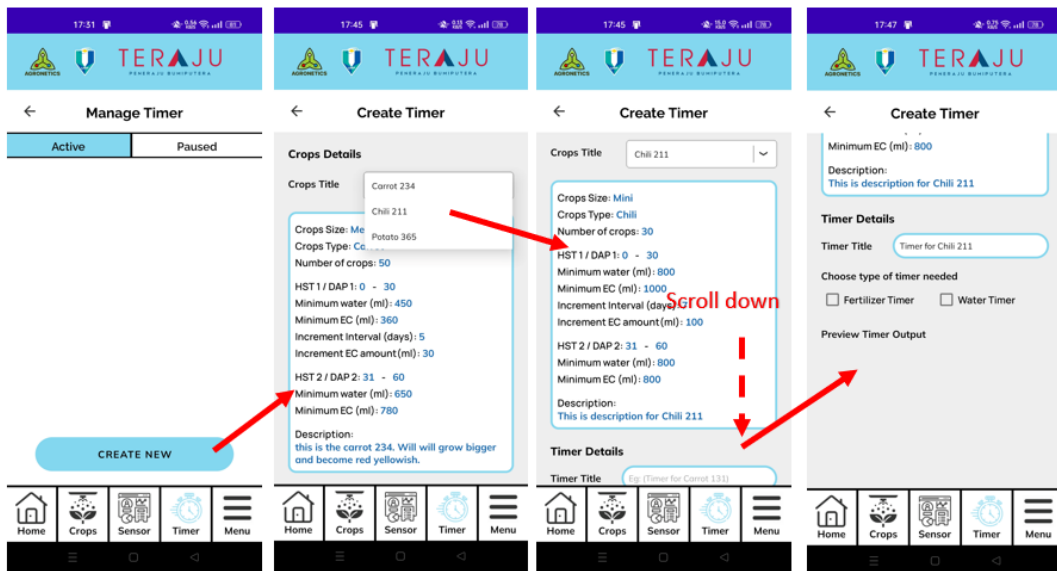 17:31
0.56 KB/S
81
AGRONETICS
TERAJU
PENERAJU BUMIPUTERA
Manage Timer
Active
Paused
CREATE NEW
Home
Crops
Sensor
Timer
Menu
17:45
78
AGRONETICS
TERAJU
PENERAJU BUMIPUTERA
Create Timer
Crops Details
Crops Title
Carrot 234
Chili 211
Potato 365
Crops Size: Me
Crops Type:
Number of crops: 50
HST 1 / DAP 1: 0 - 30
Minimum water (ml): 450
Minimum EC (ml): 360
Increment Interval (days): 5
Increment EC amount(ml): 30
HST 2 / DAP 2: 31 - 60
Minimum water (ml): 650
Minimum EC (ml): 780
Description:
this is the carrot 234. Will will grow bigger
and become red yellowish.
Home
Crops
Sensor
Timer
Menu
17:45
78
AGRONETICS
TERAJU
PENERAJU BUMIPUTERA
Create Timer
Crops Title
Chili 211
Crops Size: Mini
Crops Type: Chili
Number of crops: 30
HST 1 / DAP 1: 0 - 30
Minimum water (ml): 800
Minimum EC (ml): 1000
Increment Interval (days):
Increment EC amount(ml): 100
Scroll down
HST 2 / DAP 2: 31 - 60
Minimum water (ml): 800
Minimum EC (ml): 800
Description:
This is description for Chili 211
Timer Details
Timer Title
Eg: (Timer for Carrot 131)
Home
Crops
Sensor
Timer
Menu
17:47
78
AGRONETICS
TERAJU
PENERAJU BUMIPUTERA
Create Timer
Minimum EC (ml): 800
Description:
This is description for Chili 211
Timer Details
Timer Title
Timer for Chili 211
Choose type of timer needed
Fertilizer Timer
Water Timer
Preview Timer Output
Home
Crops
Sensor
Timer
Menu